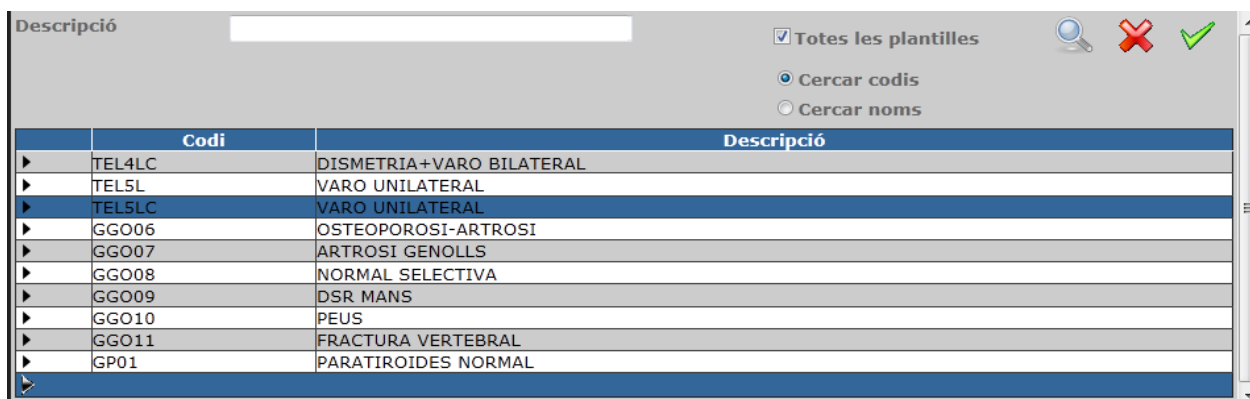 Descripció
Totes les plantilles
Cercar codis
Cercar noms
Codi Descripció
TEL4LC DISMETRIA+VARO BILATERAL
TEL5L VARO UNILATERAL
TEL5LC VARO UNILATERAL
GGO06 OSTEOPOROSI-ARTROSI
GGO07 ARTROSI GENOLLS
GGO08 NORMAL SELECTIVA
GGO09 DSR MANS
GGO10 PEUS
GGO11 FRACTURA VERTEBRAL
GP01 PARATIROIDES NORMAL